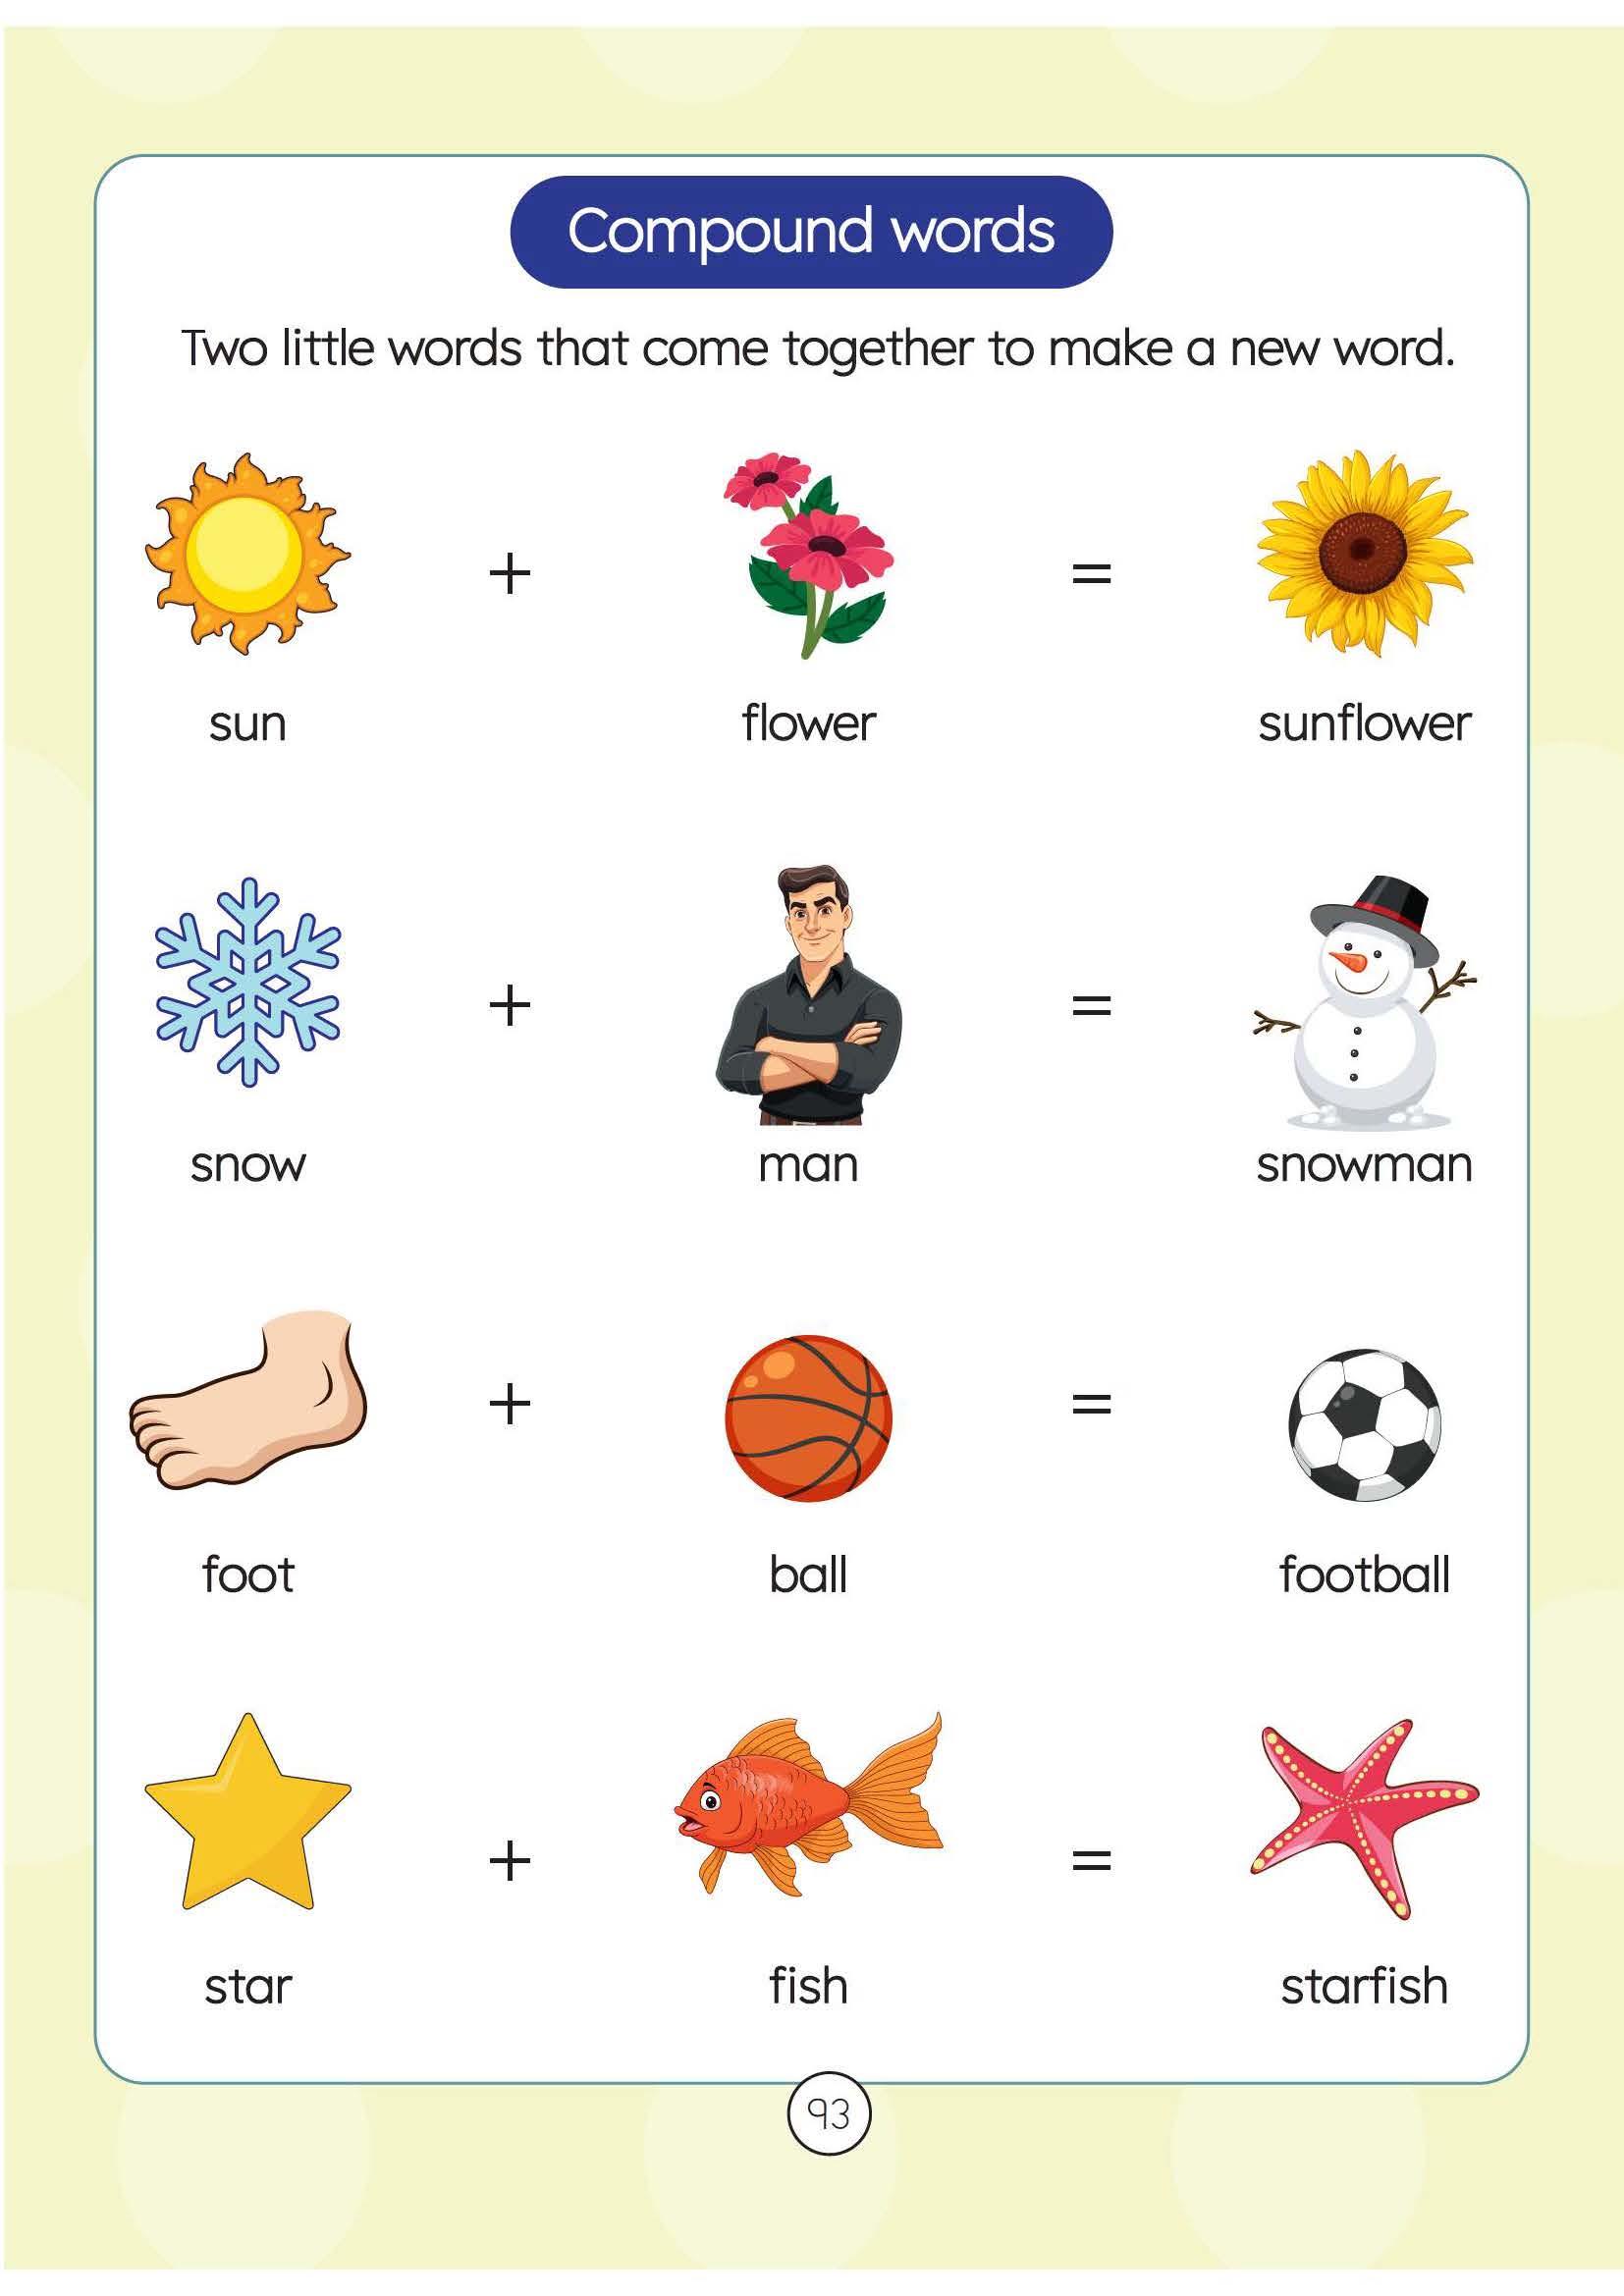 Compound words
Two little words that come together to make a new word.
+ =
sun flower sunflower
+ =
snow man snowman
+ =
foot ball football
+ =
star fish starfish
93